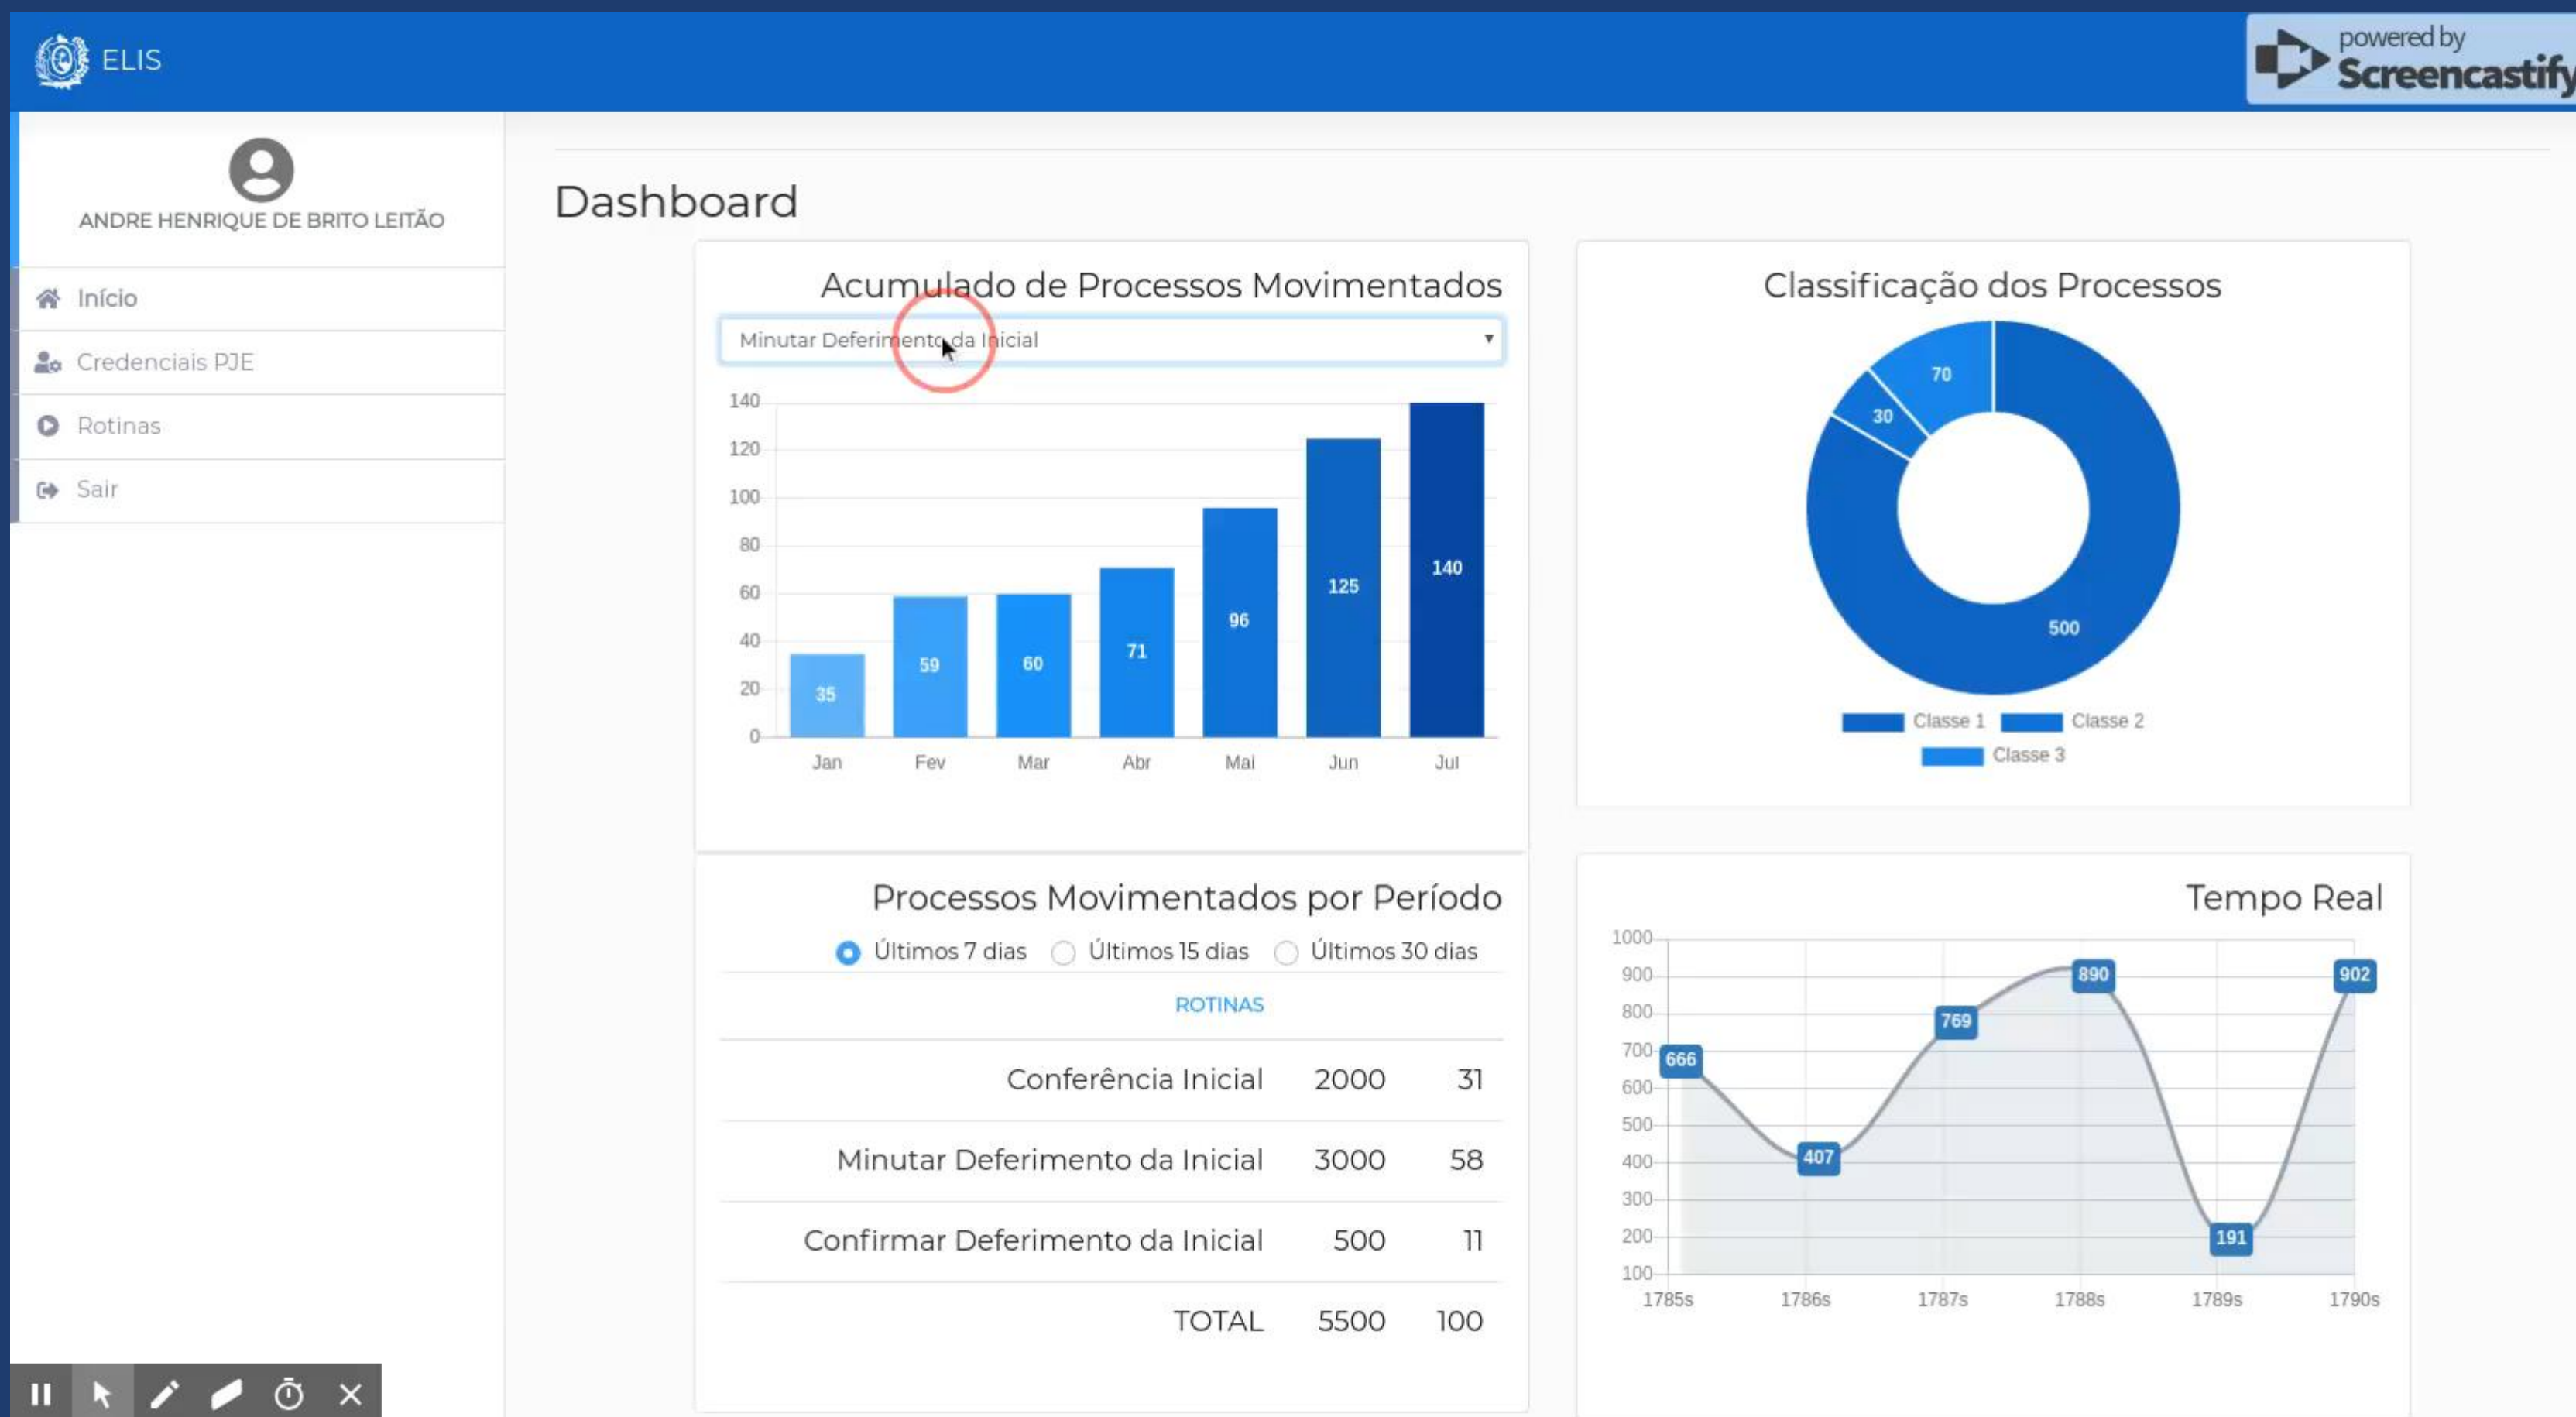 ELIS
powered by
Screencastify
ANDRE HENRIQUE DE BRITO LEITÃO
Início
Credenciais PJE
Rotinas
Sair
Dashboard
Acumulado de Processos Movimentados
Minutar Deferimento da Inicial
140
120
100
80
60
40
20
0
35
59
60
71
96
125
140
Jan
Fev
Mar
Abr
Mai
Jun
Jul
Classificação dos Processos
70
30
500
Classe 1
Classe 2
Classe 3
Processos Movimentados por Período
Últimos 7 dias Últimos 15 dias Últimos 30 dias
ROTINAS
Conferência Inicial 2000 31
Minutar Deferimento da Inicial 3000 58
Confirmar Deferimento da Inicial 500 11
TOTAL 5500 100
Tempo Real
1000
900
800
700
600
500
400
300
200
100
666
407
769
890
191
902
1785s
1786s
1787s
1788s
1789s
1790s